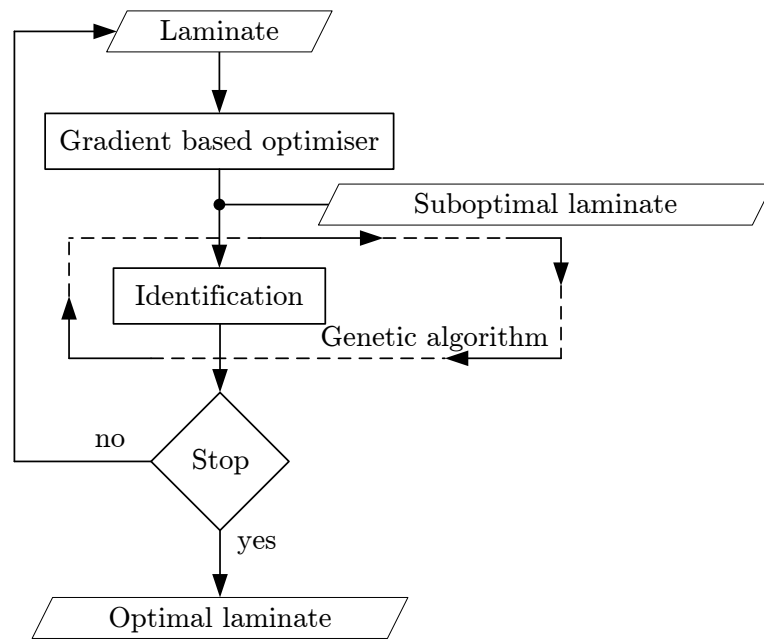 Laminate
Gradient based optimiser
Suboptimal laminate
Identification
Genetic algorithm
no
Stop
yes
Optimal laminate